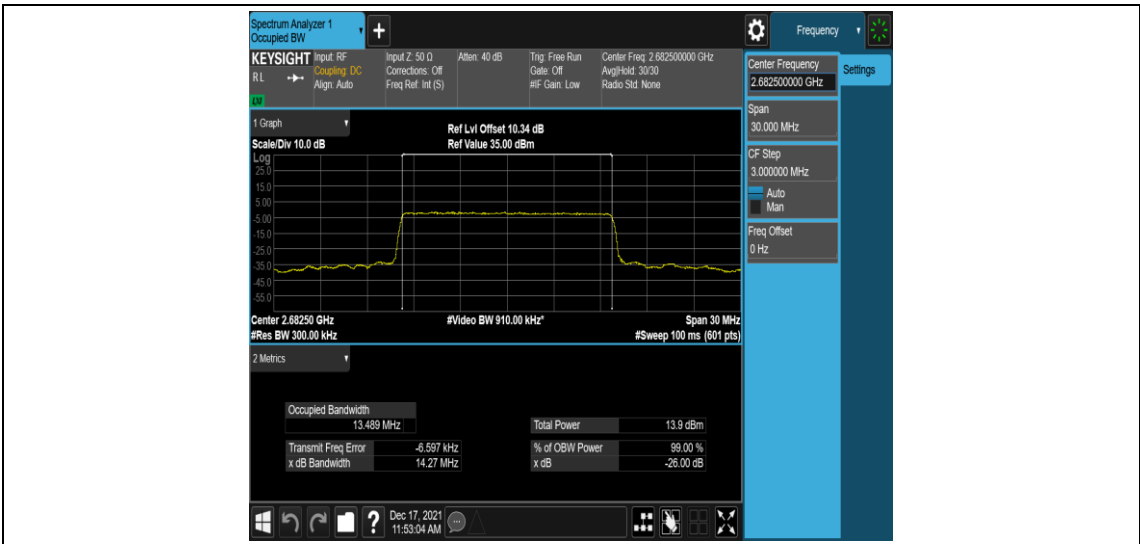 Spectrum Analyzer 1
Occupied BW
+
Frequency
KEYSIGHT
RL
LXI
Input: RF
Coupling: DC
Align: Auto
Input Z: 50 Ω
Corrections: Off
Freq Ref: Int (S)
Atten: 40 dB
Trig: Free Run
Gate: Off
#IF Gain: Low
Center Freq: 2.682500000 GHz
Avg|Hold: 30/30
Radio Std: None
Center Frequency
2.682500000 GHz
Settings
Span
30.000 MHz
CF Step
3.000000 MHz
Auto
Man
Freq Offset
0 Hz
1 Graph
Ref Lvl Offset 10.34 dB
Scale/Div 10.0 dB
Ref Value 35.00 dBm
Log
25.0
15.0
5.00
-5.00
-15.0
-25.0
-35.0
-45.0
-55.0
Center 2.68250 GHz
#Video BW 910.00 kHz*
Span 30 MHz
#Res BW 300.00 kHz
#Sweep 100 ms (601 pts)
2 Metrics
Occupied Bandwidth
13.489 MHz
Total Power 13.9 dBm
Transmit Freq Error -6.597 kHz
% of OBW Power 99.00 %
x dB Bandwidth 14.27 MHz
x dB -26.00 dB
?
Dec 17, 2021
11:53:04 AM